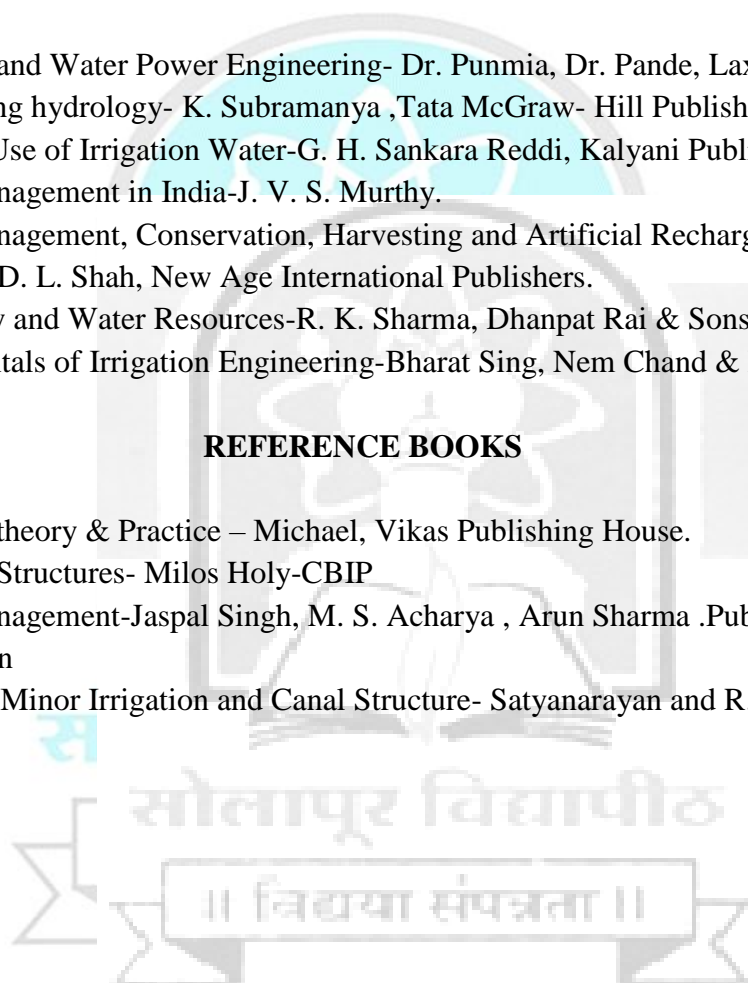 and Water Power Engineering- Dr. Punmia, Dr. Pande, Lax
ng hydrology- K. Subramanya ,Tata McGraw- Hill Publish
Use of Irrigation Water-G. H. Sankara Reddi, Kalyani Publi
nagement in India-J. V. S. Murthy.
nagement, Conservation, Harvesting and Artificial Recharg
D. L. Shah, New Age International Publishers.
y and Water Resources-R. K. Sharma, Dhanpat Rai & Sons
ntals of Irrigation Engineering-Bharat Sing, Nem Chand &
REFERENCE BOOKS
theory & Practice – Michael, Vikas Publishing House.
Structures- Milos Holy-CBIP
nagement-Jaspal Singh, M. S. Acharya , Arun Sharma .Pub
n
Minor Irrigation and Canal Structure- Satyanarayan and R.
स
सोलापूर विद्यापीठ
॥ विद्यया संपन्नता ॥